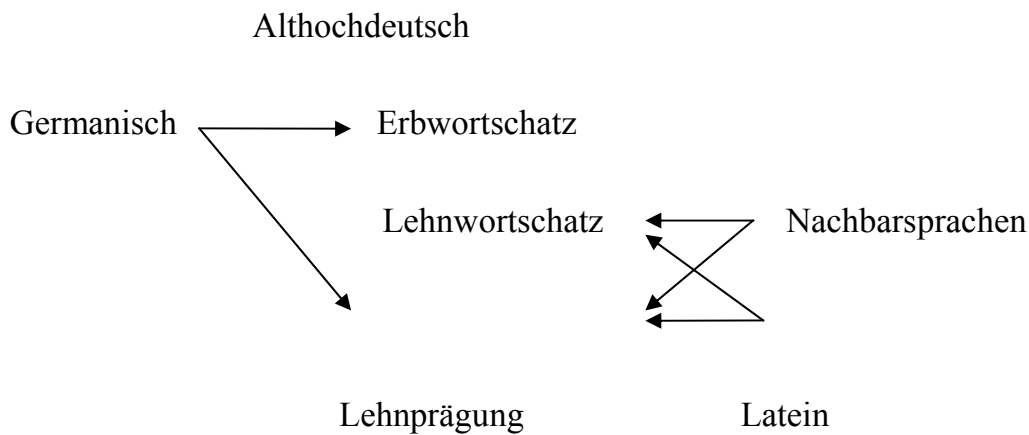 Althochdeutsch
Germanisch Erbwortschatz
Lehnwortschatz Nachbarsprachen
Lehnprägung Latein